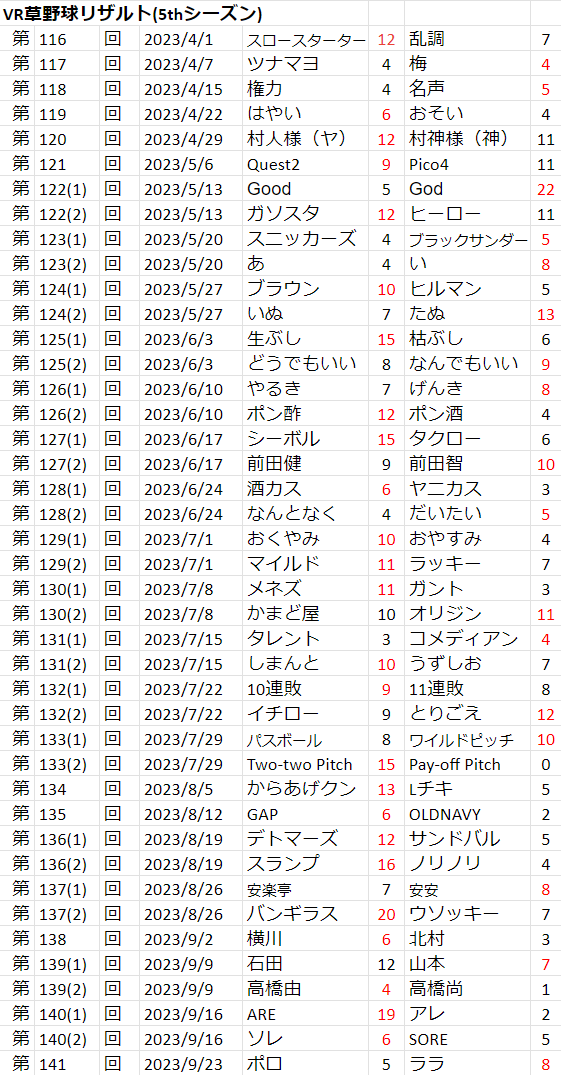 VR草野球リザルト(5thシーズン)
第 116 回 2023/4/1 スロースターター 12 乱調 7
第 117 回 2023/4/7 ツナマヨ 4 梅 4
第 118 回 2023/4/15 権力 4 名声 5
第 119 回 2023/4/22 はやい 6 おそい 4
第 120 回 2023/4/29 村人様（ヤ） 12 村神様（神） 11
第 121 回 2023/5/6 Quest2 9 Pico4 11
第 122(1) 回 2023/5/13 Good 5 God 22
第 122(2) 回 2023/5/13 ガソスタ 12 ヒーロー 11
第 123(1) 回 2023/5/20 スニッカーズ 4 ブラックサンダー 5
第 123(2) 回 2023/5/20 あ 4 い 8
第 124(1) 回 2023/5/27 ブラウン 10 ヒルマン 5
第 124(2) 回 2023/5/27 いぬ 7 たぬ 13
第 125(1) 回 2023/6/3 生ぶし 15 枯ぶし 6
第 125(2) 回 2023/6/3 どうでもいい 8 なんでもいい 9
第 126(1) 回 2023/6/10 やるき 7 げんき 8
第 126(2) 回 2023/6/10 ポン酢 12 ポン酒 4
第 127(1) 回 2023/6/17 シーボル 15 タクロー 6
第 127(2) 回 2023/6/17 前田健 9 前田智 10
第 128(1) 回 2023/6/24 酒カス 6 ヤニカス 3
第 128(2) 回 2023/6/24 なんとなく 4 だいたい 5
第 129(1) 回 2023/7/1 おくやみ 10 おやすみ 4
第 129(2) 回 2023/7/1 マイルド 11 ラッキー 7
第 130(1) 回 2023/7/8 メネズ 11 ガント 3
第 130(2) 回 2023/7/8 かまど屋 10 オリジン 11
第 131(1) 回 2023/7/15 タレント 3 コメディアン 4
第 131(2) 回 2023/7/15 しまんと 10 うずしお 7
第 132(1) 回 2023/7/22 10連敗 9 11連敗 8
第 132(2) 回 2023/7/22 イチロー 9 とりごえ 12
第 133(1) 回 2023/7/29 パスボール 8 ワイルドピッチ 10
第 133(2) 回 2023/7/29 Two-two Pitch 15 Pay-off Pitch 0
第 134 回 2023/8/5 からあげクン 13 Lチキ 5
第 135 回 2023/8/12 GAP 6 OLDNAVY 2
第 136(1) 回 2023/8/19 デトマーズ 12 サンドバル 5
第 136(2) 回 2023/8/19 スランプ 16 ノリノリ 4
第 137(1) 回 2023/8/26 安楽亭 7 安安 8
第 137(2) 回 2023/8/26 バンギラス 20 ウソッキー 7
第 138 回 2023/9/2 横川 6 北村 3
第 139(1) 回 2023/9/9 石田 12 山本 7
第 139(2) 回 2023/9/9 高橋由 4 高橋尚 1
第 140(1) 回 2023/9/16 ARE 19 アレ 2
第 140(2) 回 2023/9/16 ソレ 6 SORE 5
第 141 回 2023/9/23 ポロ 5 ララ 8